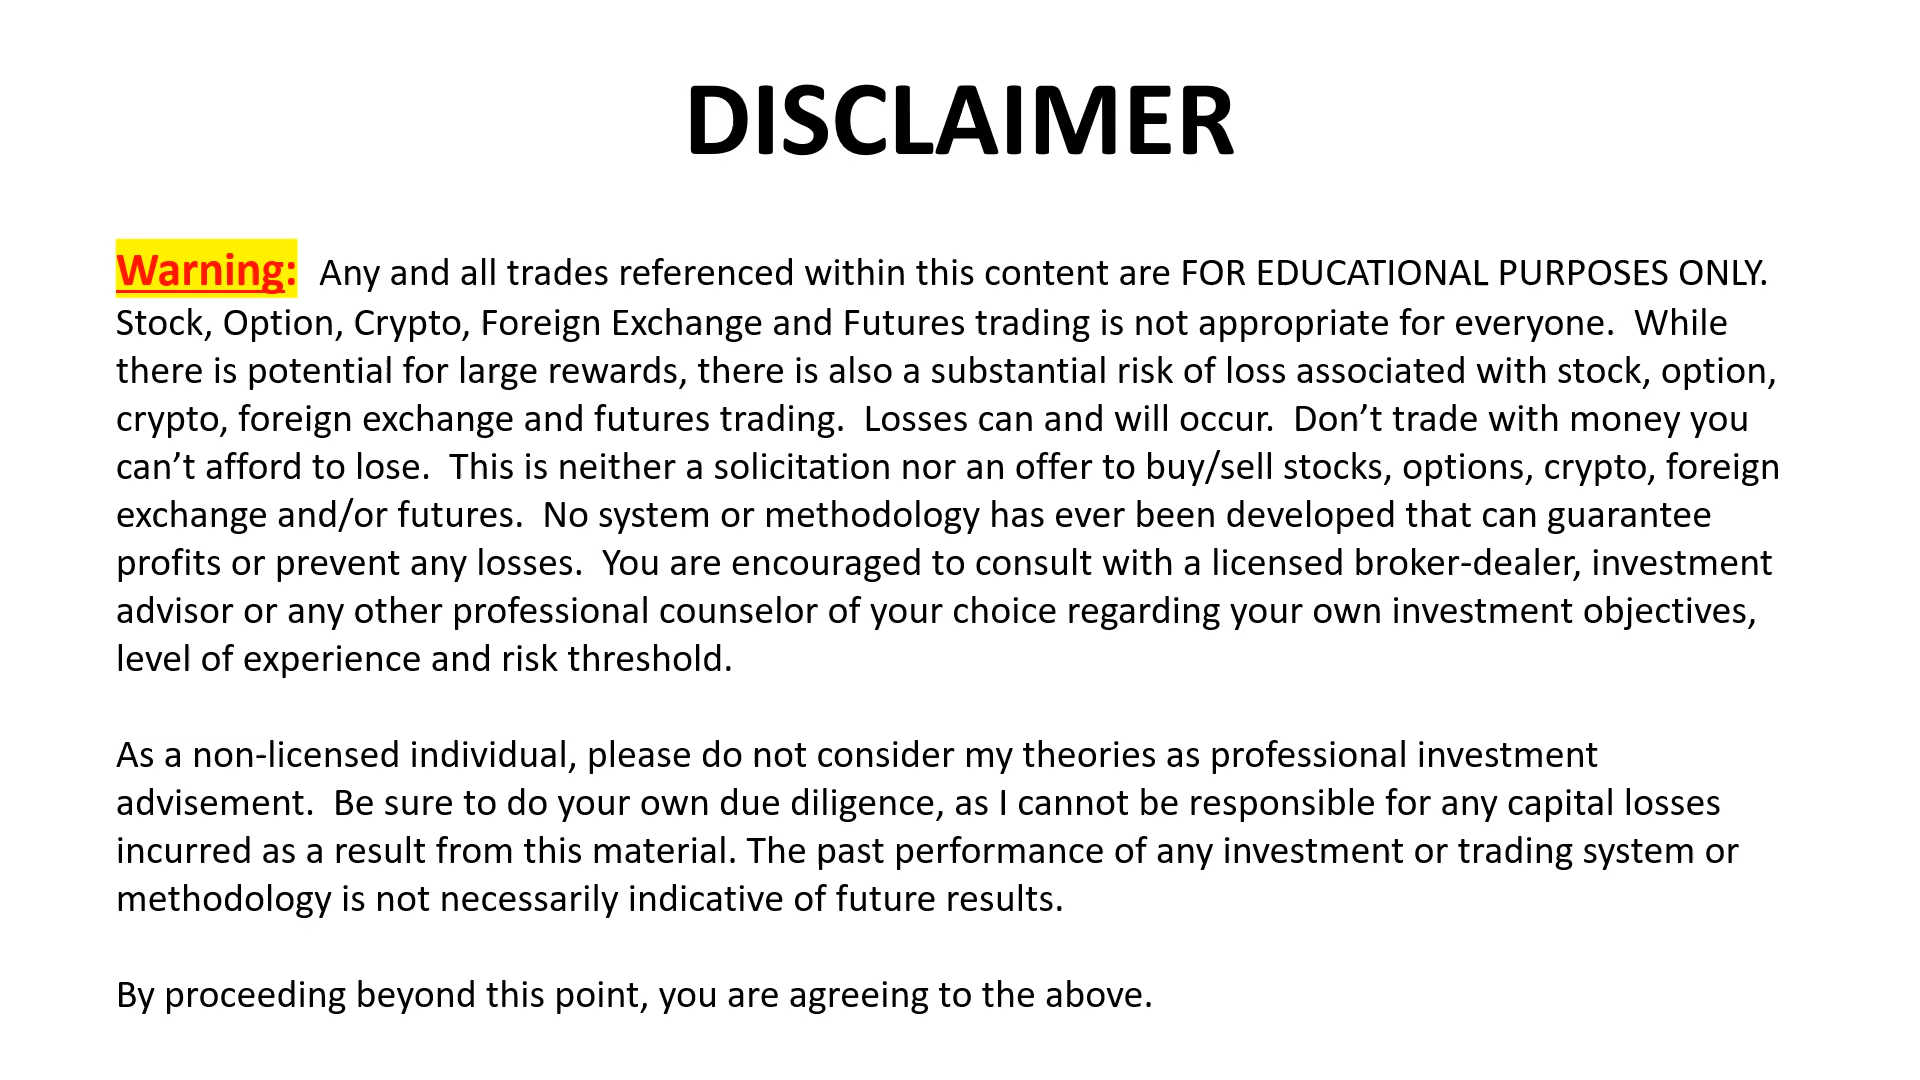 DISCLAIMER
Warning:  Any and all trades referenced within this content are FOR EDUCATIONAL PURPOSES ONLY.
Stock, Option, Crypto, Foreign Exchange and Futures trading is not appropriate for everyone.  While
there is potential for large rewards, there is also a substantial risk of loss associated with stock, option,
crypto, foreign exchange and futures trading.  Losses can and will occur.  Don’t trade with money you
can’t afford to lose.  This is neither a solicitation nor an offer to buy/sell stocks, options, crypto, foreign
exchange and/or futures.  No system or methodology has ever been developed that can guarantee
profits or prevent any losses.  You are encouraged to consult with a licensed broker-dealer, investment
advisor or any other professional counselor of your choice regarding your own investment objectives,
level of experience and risk threshold.
As a non-licensed individual, please do not consider my theories as professional investment
advisement.  Be sure to do your own due diligence, as I cannot be responsible for any capital losses
incurred as a result from this material. The past performance of any investment or trading system or
methodology is not necessarily indicative of future results.
By proceeding beyond this point, you are agreeing to the above.